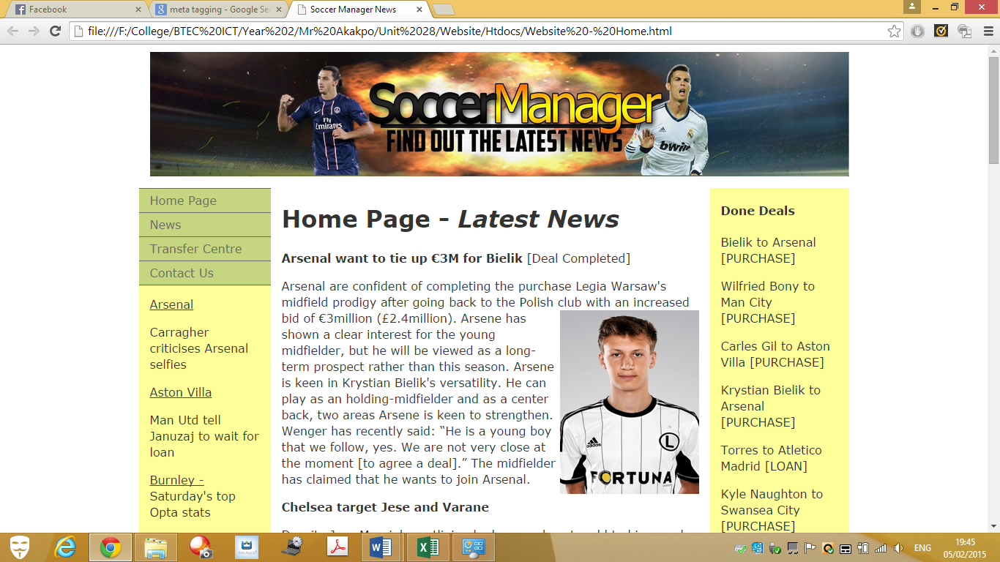 Facebook
meta tagging - Google Se
Soccer Manager News
file:///F:/College/BTEC%20ICT/Year%202/Mr%20Akakpo/Unit%2028/Website/Htdocs/Website%20-%20Home.html
SoccerManager
FIND OUT THE LATEST NEWS
Fly
Emirates
bwin
Home Page
News
Transfer Centre
Contact Us
Arsenal
Carragher
criticises Arsenal
selfies
Aston Villa
Man Utd tell
Januzaj to wait for
loan
Burnley -
Saturday's top
Opta stats
Home Page - Latest News
Arsenal want to tie up €3M for Bielik [Deal Completed]
Arsenal are confident of completing the purchase Legia Warsaw's
midfield prodigy after going back to the Polish club with an increased
bid of €3million (£2.4million). Arsene has
shown a clear interest for the young
midfielder, but he will be viewed as a long-
term prospect rather than this season. Arsene
is keen in Krystian Bielik's versatility. He can
play as an holding-midfielder and as a center
back, two areas Arsene is keen to strengthen.
Wenger has recently said: “He is a young boy
that we follow, yes. We are not very close at
the moment [to agree a deal].” The midfielder
has claimed that he wants to join Arsenal.
adidas
L
FORTUNA
Chelsea target Jese and Varane
Done Deals
Bielik to Arsenal
[PURCHASE]
Wilfried Bony to
Man City
[PURCHASE]
Carles Gil to Aston
Villa [PURCHASE]
Krystian Bielik to
Arsenal
[PURCHASE]
Torres to Atletico
Madrid [LOAN]
Kyle Naughton to
Swansea City
[PURCHASE]
ENG
19:45
05/02/2015